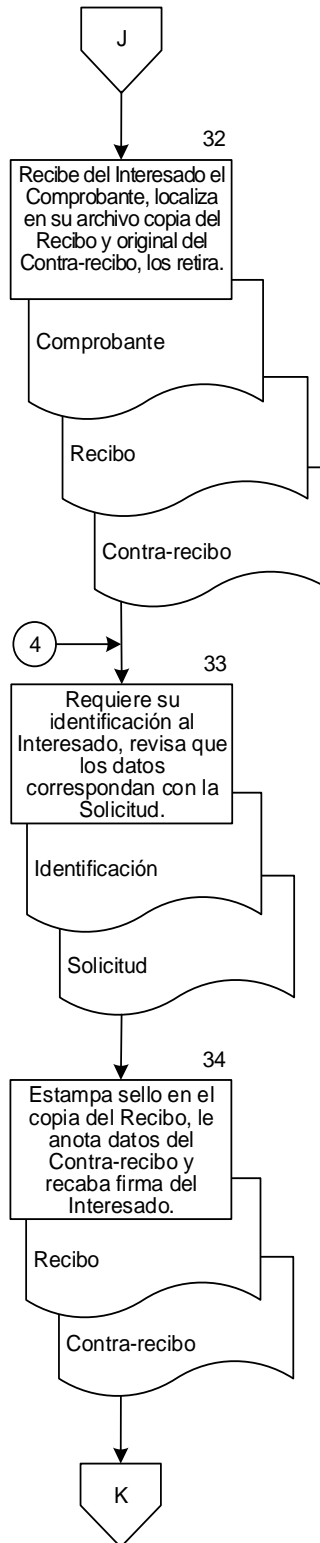 J
32
Recibe del Interesado el
Comprobante, localiza
en su archivo copia del
Recibo y original del
Contra-recibo, los retira.
Comprobante
Recibo
Contra-recibo
4
33
Requiere su
identificación al
Interesado, revisa que
los datos
correspondan con la
Solicitud.
Identificación
Solicitud
34
Estampa sello en el
copia del Recibo, le
anota datos del
Contra-recibo y
recaba firma del
Interesado.
Recibo
Contra-recibo
K